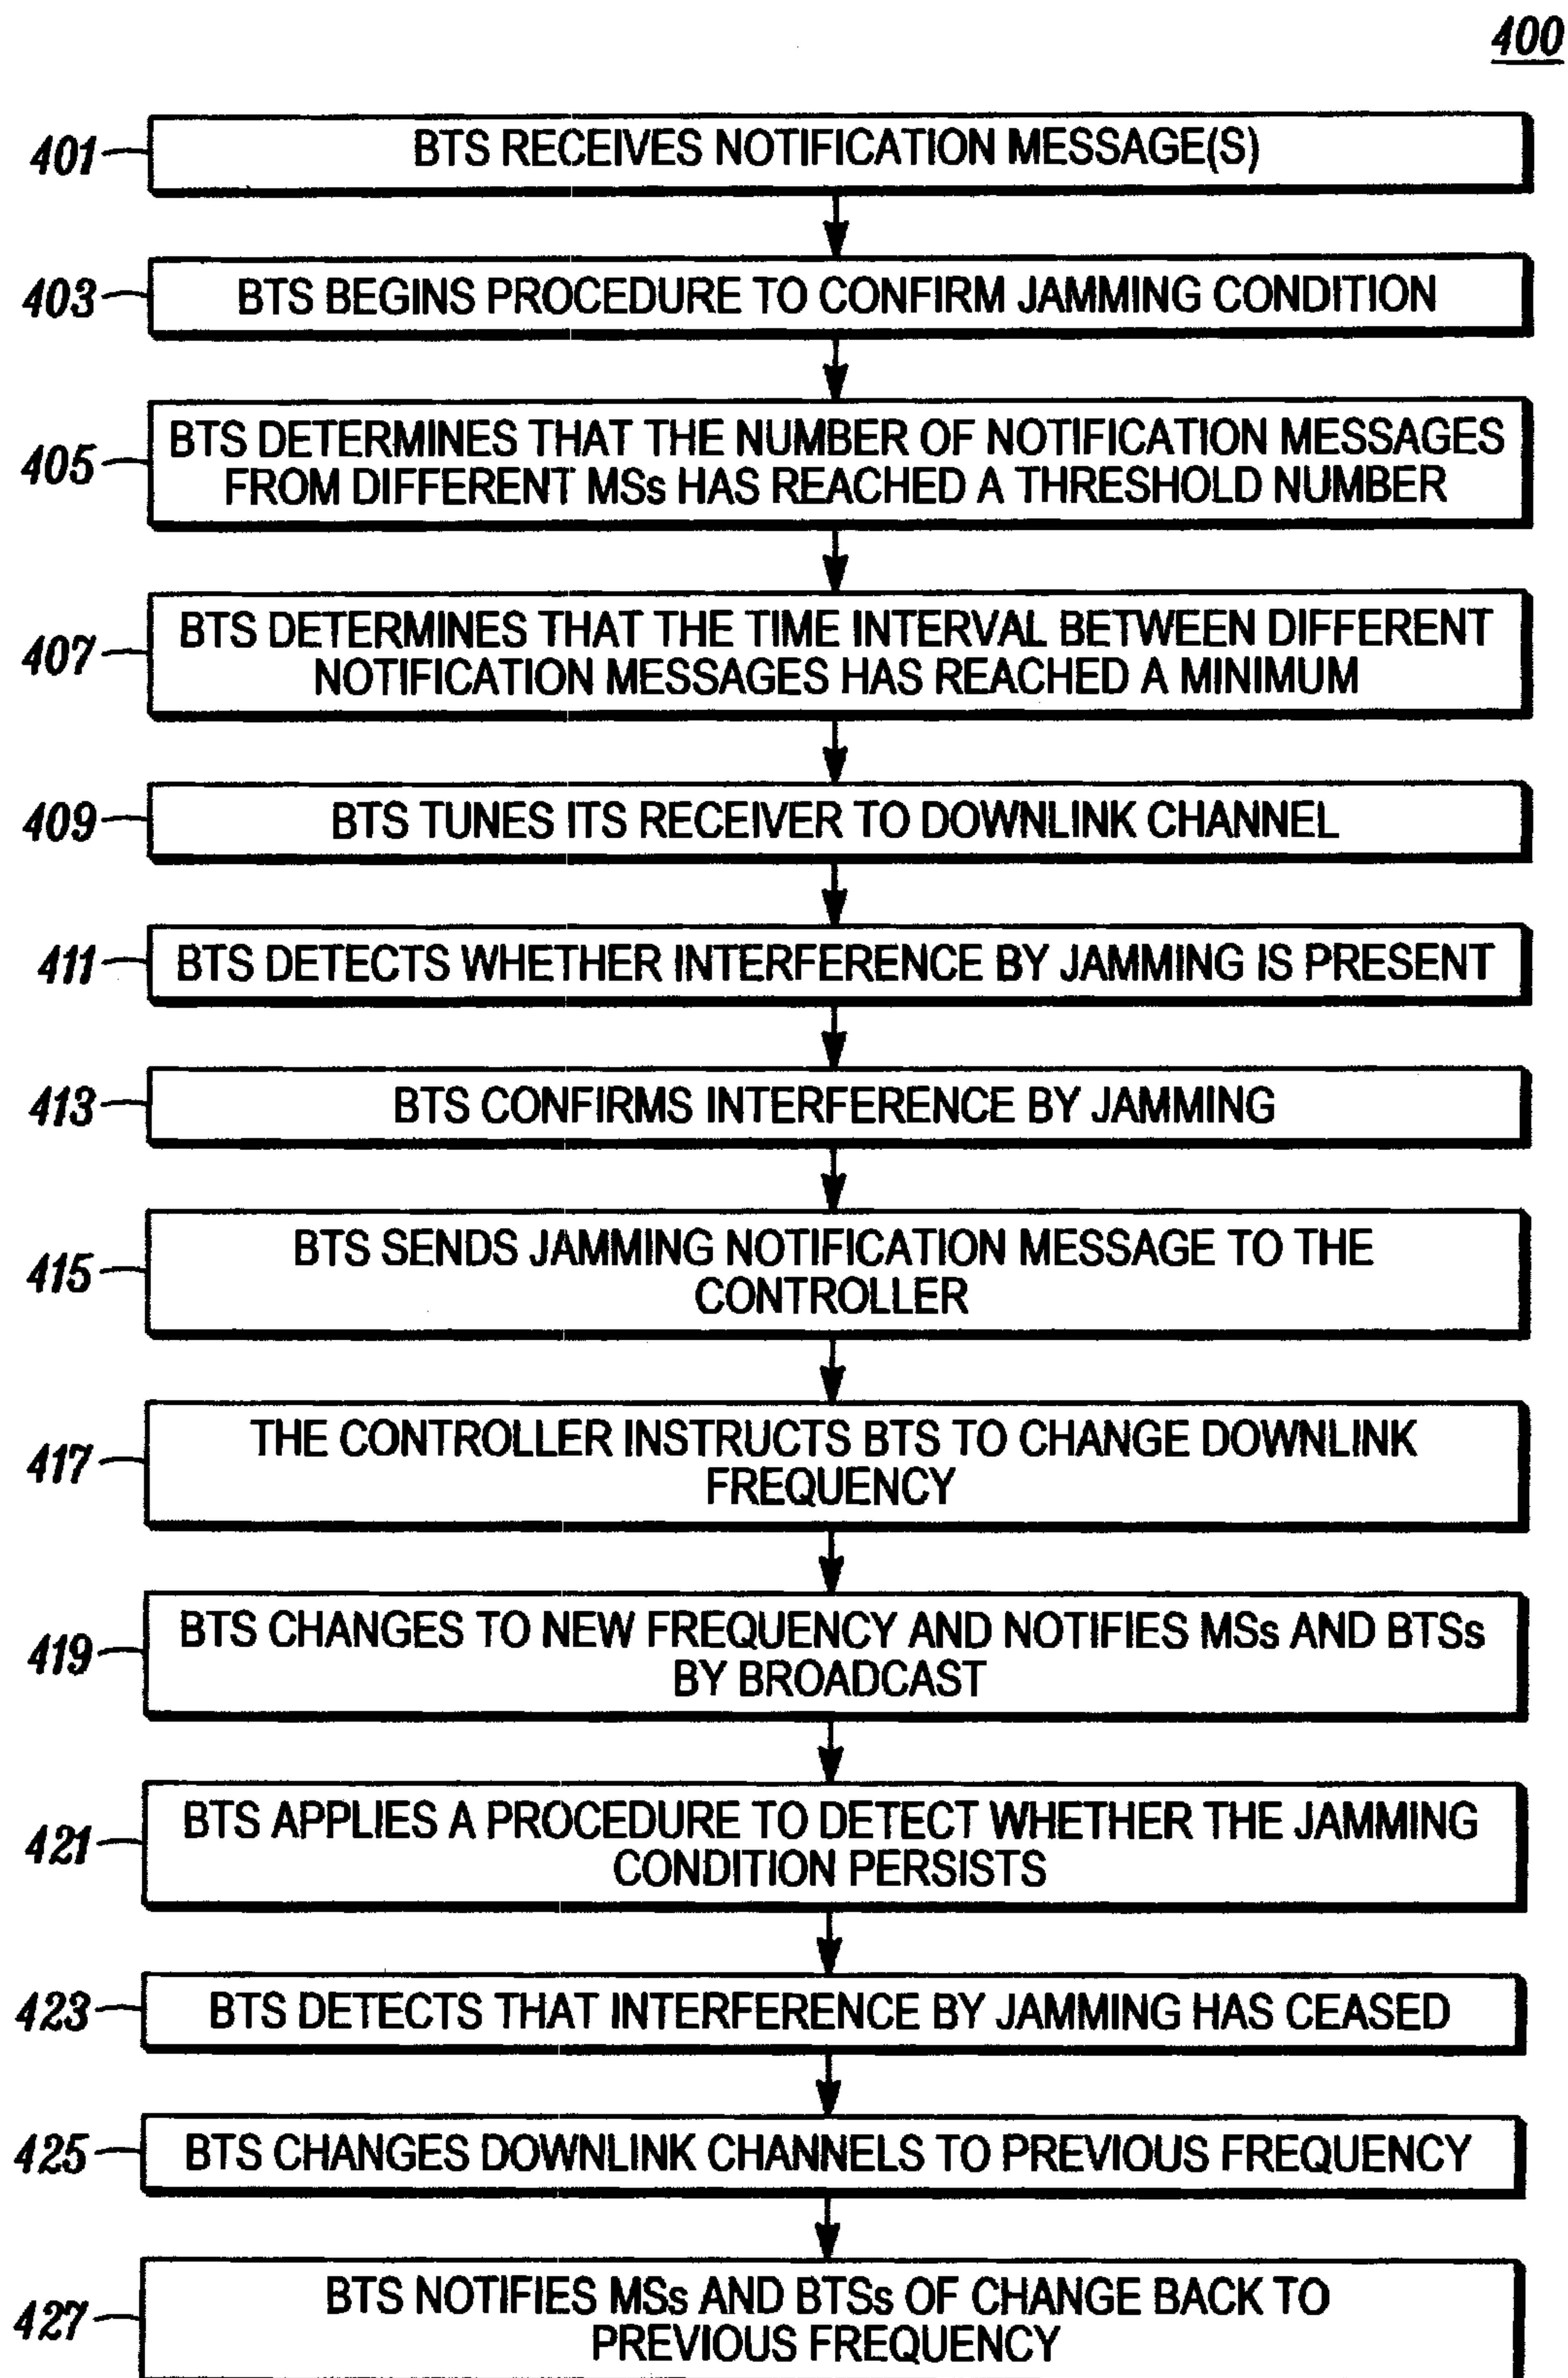 400
401
BTS RECEIVES NOTIFICATION MESSAGE(S)
403
BTS BEGINS PROCEDURE TO CONFIRM JAMMING CONDITION
405
BTS DETERMINES THAT THE NUMBER OF NOTIFICATION MESSAGES
FROM DIFFERENT MSs HAS REACHED A THRESHOLD NUMBER
407
BTS DETERMINES THAT THE TIME INTERVAL BETWEEN DIFFERENT
NOTIFICATION MESSAGES HAS REACHED A MINIMUM
409
BTS TUNES ITS RECEIVER TO DOWNLINK CHANNEL
411
BTS DETECTS WHETHER INTERFERENCE BY JAMMING IS PRESENT
413
BTS CONFIRMS INTERFERENCE BY JAMMING
415
BTS SENDS JAMMING NOTIFICATION MESSAGE TO THE
CONTROLLER
417
THE CONTROLLER INSTRUCTS BTS TO CHANGE DOWNLINK
FREQUENCY
419
BTS CHANGES TO NEW FREQUENCY AND NOTIFIES MSs AND BTSs
BY BROADCAST
421
BTS APPLIES A PROCEDURE TO DETECT WHETHER THE JAMMING
CONDITION PERSISTS
423
BTS DETECTS THAT INTERFERENCE BY JAMMING HAS CEASED
425
BTS CHANGES DOWNLINK CHANNELS TO PREVIOUS FREQUENCY
427
BTS NOTIFIES MSs AND BTSs OF CHANGE BACK TO
PREVIOUS FREQUENCY